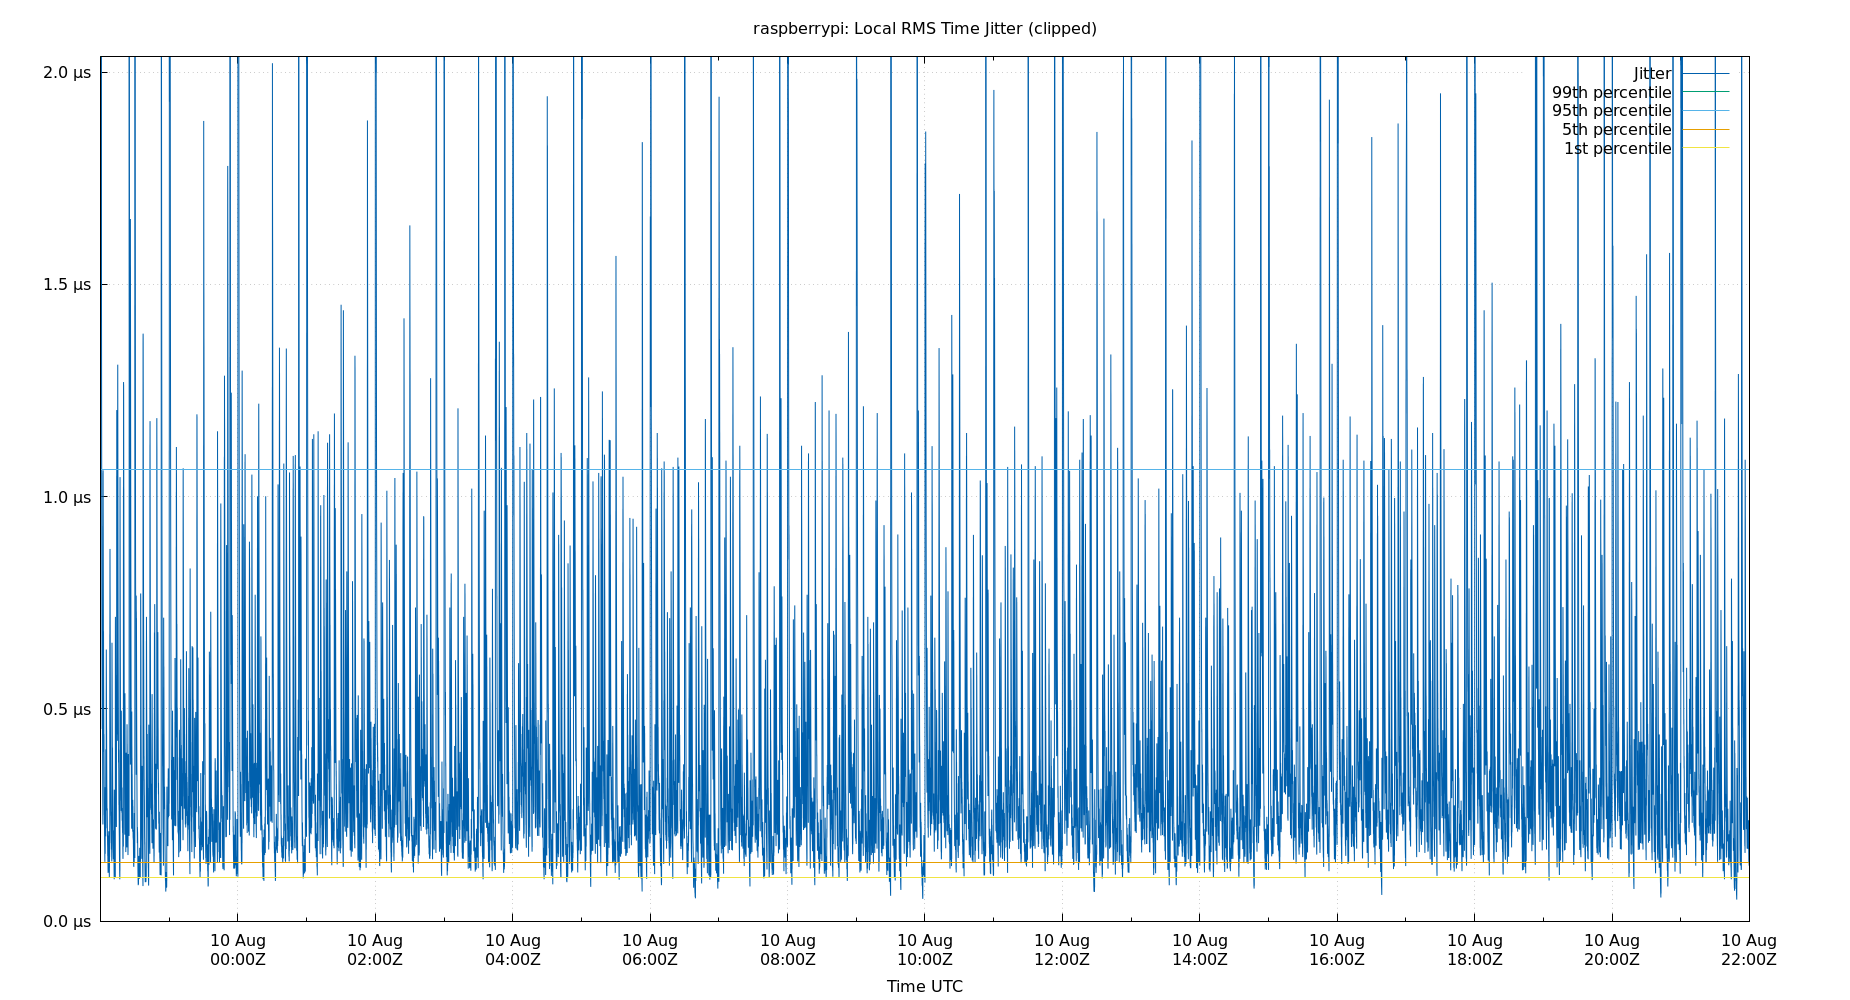 raspberrypi: Local RMS Time Jitter (clipped)
2.0 µs
1.5 µs
1.0 µs
0.5 µs
0.0 µs
Jitter
99th percentile
95th percentile
5th percentile
1st percentile
10 Aug 10 Aug 10 Aug 10 Aug 10 Aug 10 Aug 10 Aug 10 Aug 10 Aug 10 Aug 10 Aug 10 Aug
00:00Z 02:00Z 04:00Z 06:00Z 08:00Z 10:00Z 12:00Z 14:00Z 16:00Z 18:00Z 20:00Z 22:00Z
Time UTC